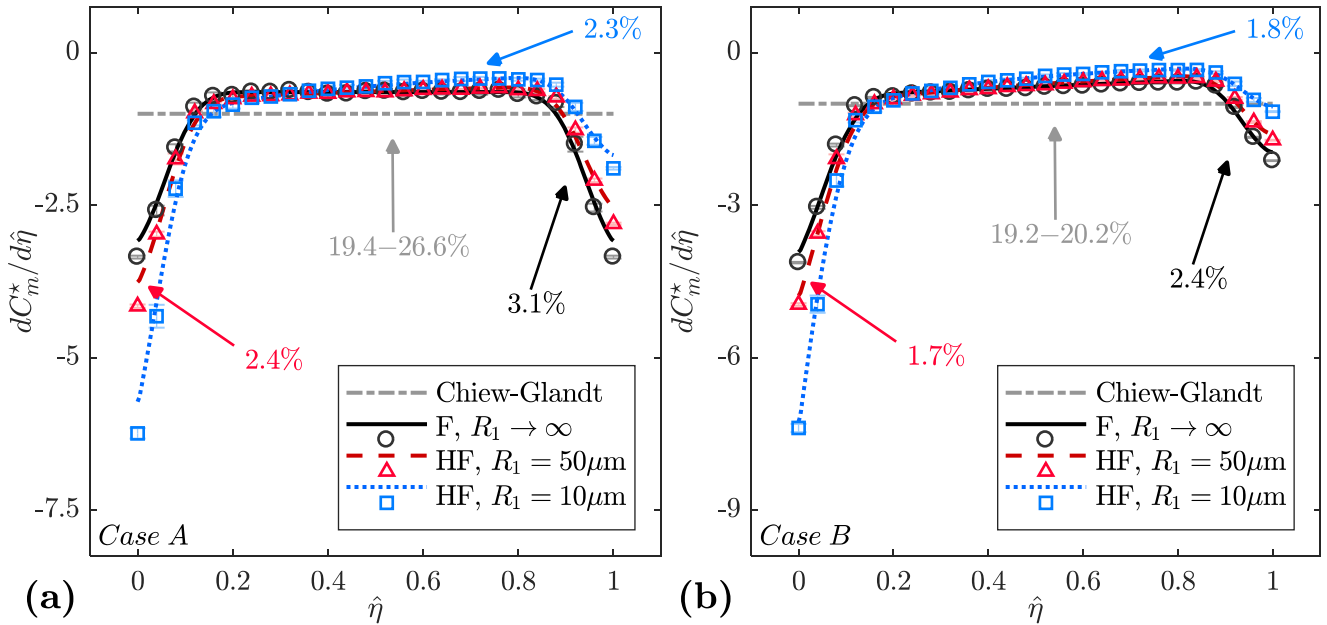 0
-2.5
-5
-7.5
dC*m/dη̂
2.3%
19.4–26.6%
3.1%
2.4%
Chiew-Glandt
F, R1 → ∞
HF, R1 = 50μm
HF, R1 = 10μm
Case A
0 0.2 0.4 0.6 0.8 1
(a)
η̂
0
-3
-6
-9
dC*m/dη̂
1.8%
19.2–20.2%
2.4%
1.7%
Chiew-Glandt
F, R1 → ∞
HF, R1 = 50μm
HF, R1 = 10μm
Case B
0 0.2 0.4 0.6 0.8 1
(b)
η̂